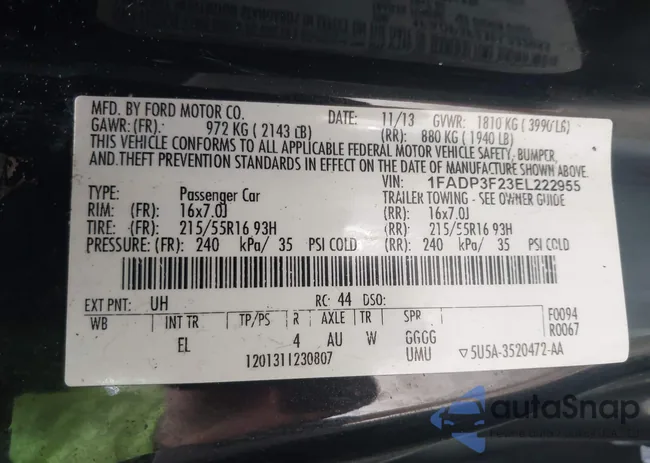 MFD. BY FORD MOTOR CO. DATE: 11/13 GVWR: 1810 KG ( 3990 LB)
GAWR: (FR): 972 KG ( 2143 LB) (RR): 880 KG ( 1940 LB)
THIS VEHICLE CONFORMS TO ALL APPLICABLE FEDERAL MOTOR VEHICLE SAFETY, BUMPER,
AND THEFT PREVENTION STANDARDS IN EFFECT ON THE DATE OF MANUFACTURE SHOWN ABOVE.
VIN: 1FADP3F23EL222955
TYPE: Passenger Car TRAILER TOWING - SEE OWNER GUIDE
RIM: (FR): 16x7.0J (RR): 16x7.0J
TIRE: (FR): 215/55R16 93H (RR): 215/55R16 93H
PRESSURE: (FR): 240 kPa/ 35 PSI COLD (RR): 240 kPa/ 35 PSI COLD
EXT PNT: UH RC: 44 DSO: F0094
WB INT TR TP/PS R AXLE TR SPR R0067
EL 4 AU W GGGG
1201311230807 UMU ▽5U5A-3520472-AA
autaSnap